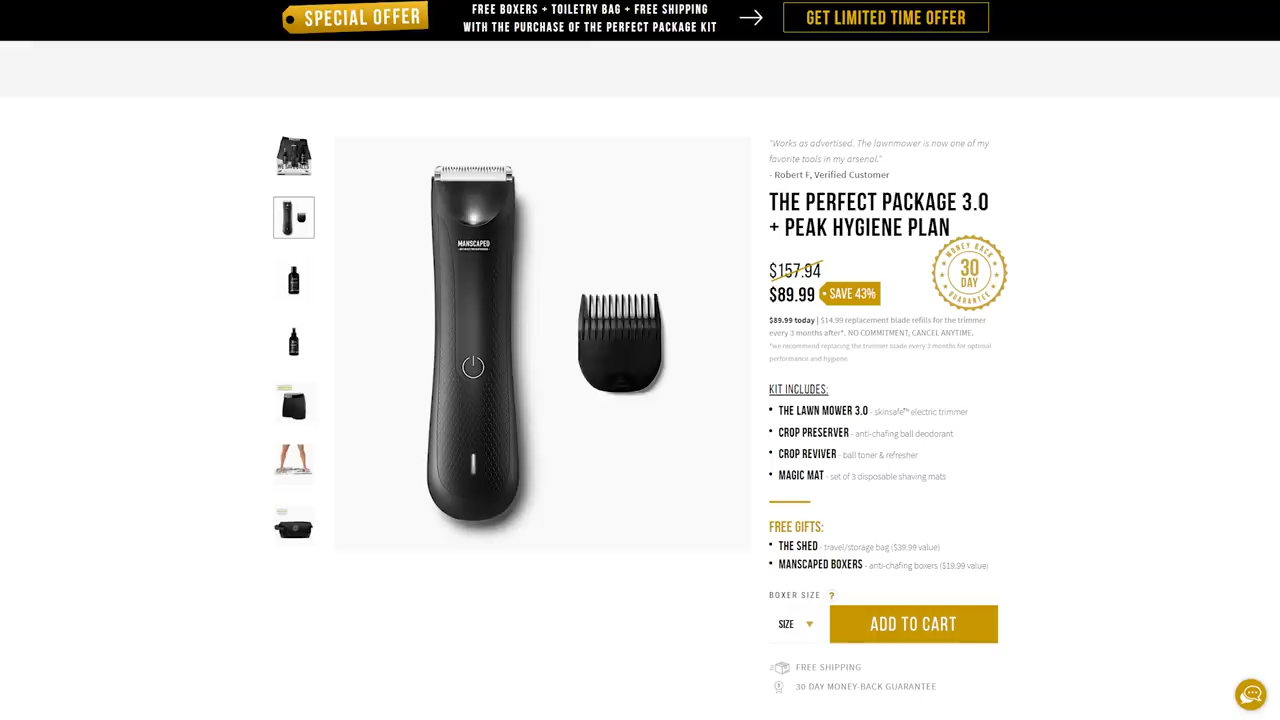 SPECIAL OFFER
FREE BOXERS + TOILETRY BAG + FREE SHIPPING
WITH THE PURCHASE OF THE PERFECT PACKAGE KIT
GET LIMITED TIME OFFER
"Works as advertised. The lawnmower is now one of my
favorite tools in my arsenal."
- Robert F, Verified Customer
THE PERFECT PACKAGE 3.0
+ PEAK HYGIENE PLAN
MONEY BACK
30
DAY
GUARANTEE
$157.94
$89.99
SAVE 43%
$89.99 today | $14.99 replacement blade refills for the trimmer
every 3 months after*. NO COMMITMENT, CANCEL ANYTIME.
*we recommend replacing the trimmer blade every 3 months for optimal
performance and hygiene
KIT INCLUDES:
• THE LAWN MOWER 3.0 - skinsafe™ electric trimmer
• CROP PRESERVER - anti-chafing ball deodorant
• CROP REVIVER - ball toner & refresher
• MAGIC MAT - set of 3 disposable shaving mats
FREE GIFTS:
• THE SHED - travel/storage bag ($39.99 value)
• MANSCAPED BOXERS - anti-chafing boxers ($19.99 value)
BOXER SIZE ?
SIZE
ADD TO CART
FREE SHIPPING
30 DAY MONEY-BACK GUARANTEE
MANSCAPED